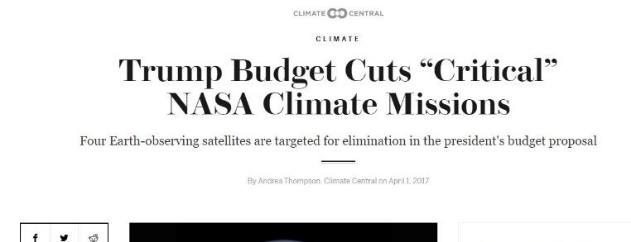 CLIMATE CENTRAL
CLIMATE
Trump Budget Cuts “Critical”
NASA Climate Missions
Four Earth-observing satellites are targeted for elimination in the president's budget proposal
By Andrea Thompson, Climate Central on April 1, 2017